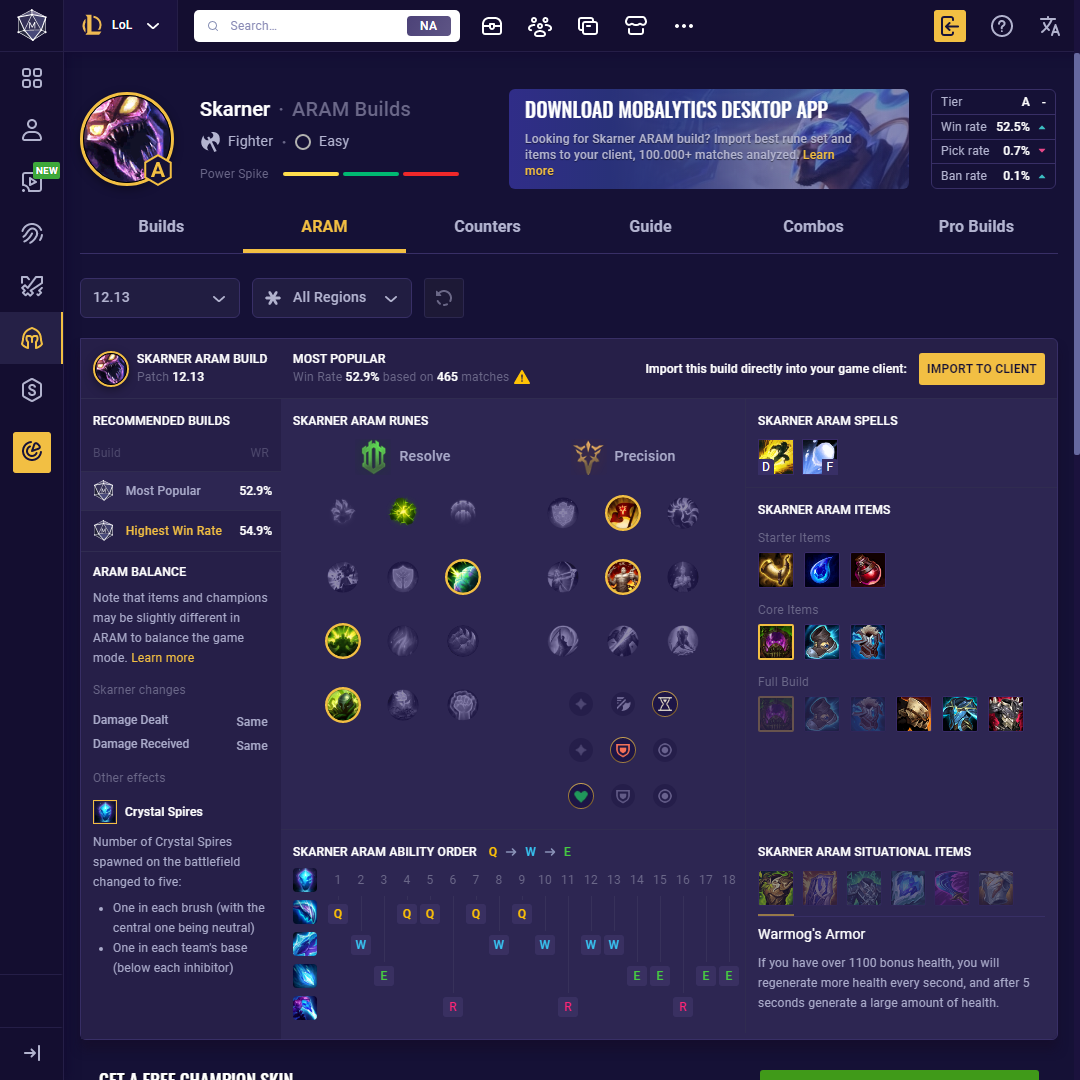 LoL
Search...
NA
NEW
Skarner · ARAM Builds
Fighter · Easy
Power Spike
A
DOWNLOAD MOBALYTICS DESKTOP APP
Looking for Skarner ARAM build? Import best rune set and
items to your client, 100.000+ matches analyzed. Learn
more
Tier A -
Win rate 52.5%
Pick rate 0.7%
Ban rate 0.1%
Builds
ARAM
Counters
Guide
Combos
Pro Builds
12.13
All Regions
SKARNER ARAM BUILD
Patch 12.13
MOST POPULAR
Win Rate 52.9% based on 465 matches
Import this build directly into your game client:
IMPORT TO CLIENT
RECOMMENDED BUILDS
Build WR
Most Popular 52.9%
Highest Win Rate 54.9%
ARAM BALANCE
Note that items and champions
may be slightly different in
ARAM to balance the game
mode. Learn more
Skarner changes
Damage Dealt Same
Damage Received Same
Other effects
Crystal Spires
Number of Crystal Spires
spawned on the battlefield
changed to five:
• One in each brush (with the
central one being neutral)
• One in each team's base
(below each inhibitor)
SKARNER ARAM RUNES
Resolve
Precision
SKARNER ARAM SPELLS
D F
SKARNER ARAM ITEMS
Starter Items
Core Items
Full Build
SKARNER ARAM ABILITY ORDER Q → W → E
1 2 3 4 5 6 7 8 9 10 11 12 13 14 15 16 17 18
Q Q Q Q Q
W W W W W
E E E E E
R R R
SKARNER ARAM SITUATIONAL ITEMS
Warmog's Armor
If you have over 1100 bonus health, you will
regenerate more health every second, and after 5
seconds generate a large amount of health.
GET A FREE CHAMPION SKIN